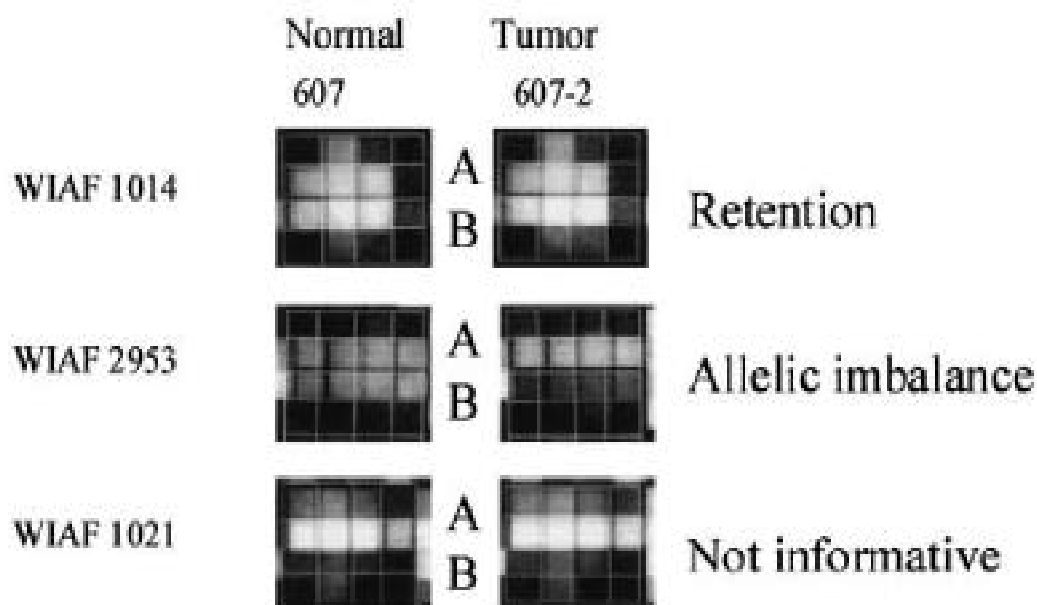 Normal Tumor
607 607-2
WIAF 1014 A
B Retention
WIAF 2953 A
B Allelic imbalance
WIAF 1021 A
B Not informative